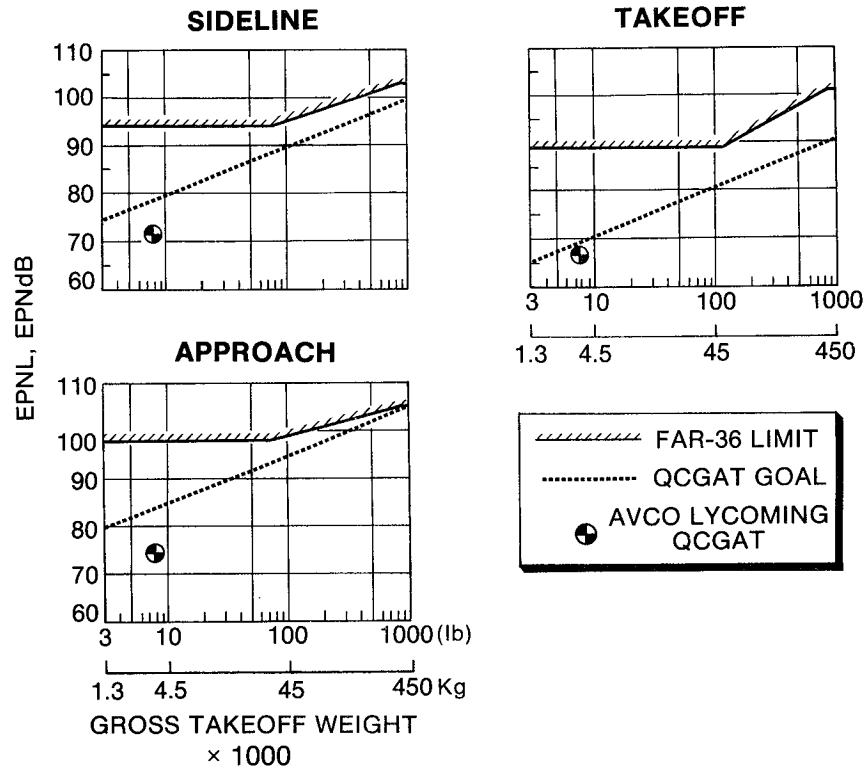 SIDELINE
110
100
90
80
70
60
TAKEOFF
3 10 100 1000
1.3 4.5 45 450
EPNL, EPNdB
APPROACH
110
100
90
80
70
60
3 10 100 1000 (lb)
1.3 4.5 45 450 Kg
GROSS TAKEOFF WEIGHT
× 1000
FAR-36 LIMIT
QCGAT GOAL
AVCO LYCOMING
QCGAT